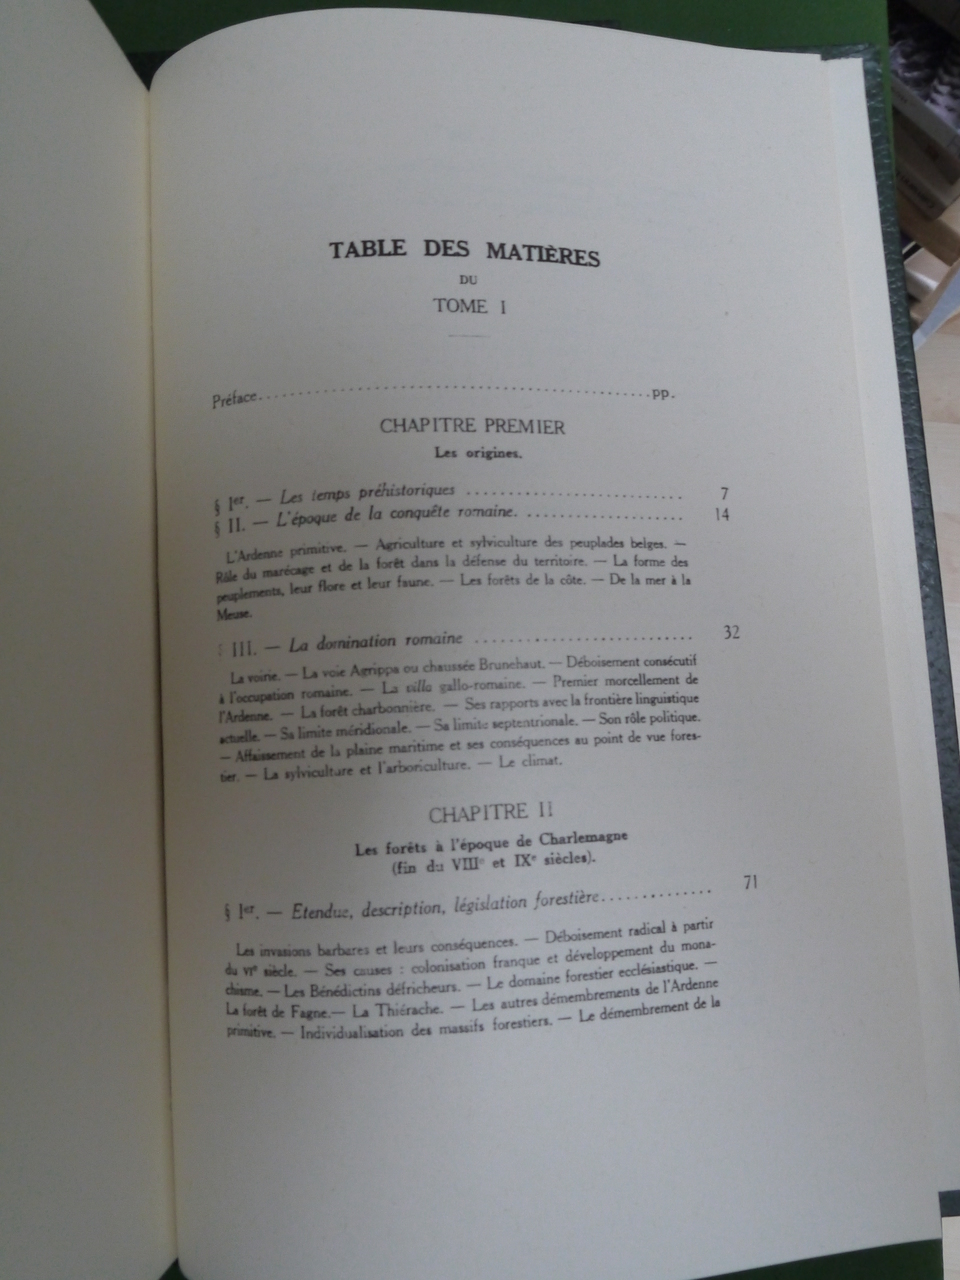 TABLE DES MATIÈRES
DU
TOME I
Préface. . . . . . . . . . . . . . . . . . . . . . . . . . . . . . . . . . . . . . . . . . . . . . . . pp.
CHAPITRE PREMIER
Les origines.
§ Ier. — Les temps préhistoriques . . . . . . . . . . . . . . . . . . . . . . . . . . 7
§ II. — L'époque de la conquête romaine. . . . . . . . . . . . . . . . . . . . 14
L'Ardenne primitive. — Agriculture et sylviculture des peuplades belges. —
Rôle du marécage et de la forêt dans la défense du territoire. — La forme des
peuplements, leur flore et leur faune. — Les forêts de la côte. — De la mer à la
Meuse.
§ III. — La domination romaine . . . . . . . . . . . . . . . . . . . . . . . . . . 32
La voirie. — La voie Agrippa ou chaussée Brunehaut. — Déboisement consécutif
à l'occupation romaine. — La villa gallo-romaine. — Premier morcellement de
l'Ardenne. — La forêt charbonnière. — Ses rapports avec la frontière linguistique
actuelle. — Sa limite méridionale. — Sa limite septentrionale. — Son rôle politique.
— Affaissement de la plaine maritime et ses conséquences au point de vue fores-
tier. — La sylviculture et l'arboriculture. — Le climat.
CHAPITRE II
Les forêts à l'époque de Charlemagne
(fin du VIIIe et IXe siècles).
§ Ier. — Etendue, description, législation forestière. . . . . . . . . . . . . 71
Les invasions barbares et leurs conséquences. — Déboisement radical à partir
du VIe siècle. — Ses causes : colonisation franque et développement du mona-
chisme. — Les Bénédictins défricheurs. — Le domaine forestier ecclésiastique. —
La forêt de Fagne. — La Thiérache. — Les autres démembrements de l'Ardenne
primitive. — Individualisation des massifs forestiers. — Le démembrement de la